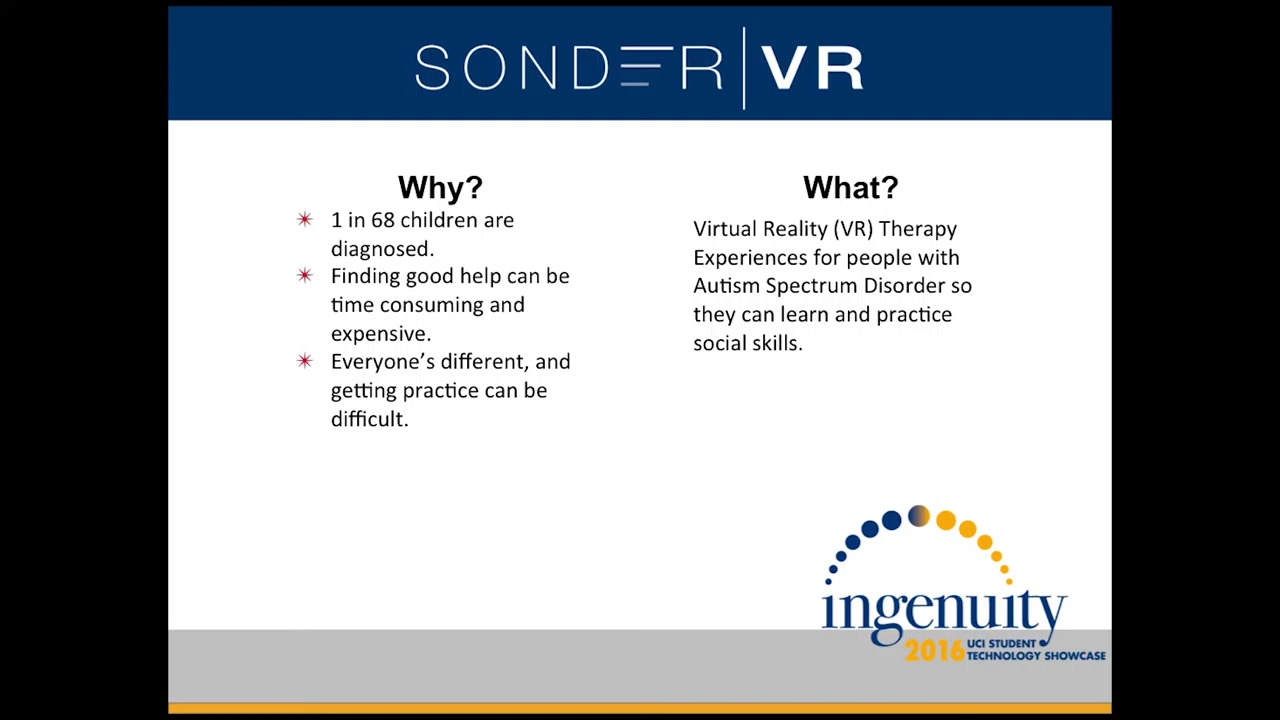 SONDER VR
Why?
1 in 68 children are
diagnosed.
Finding good help can be
time consuming and
expensive.
Everyone’s different, and
getting practice can be
difficult.
What?
Virtual Reality (VR) Therapy
Experiences for people with
Autism Spectrum Disorder so
they can learn and practice
social skills.
ingenuity
2016 UCI STUDENT
TECHNOLOGY SHOWCASE